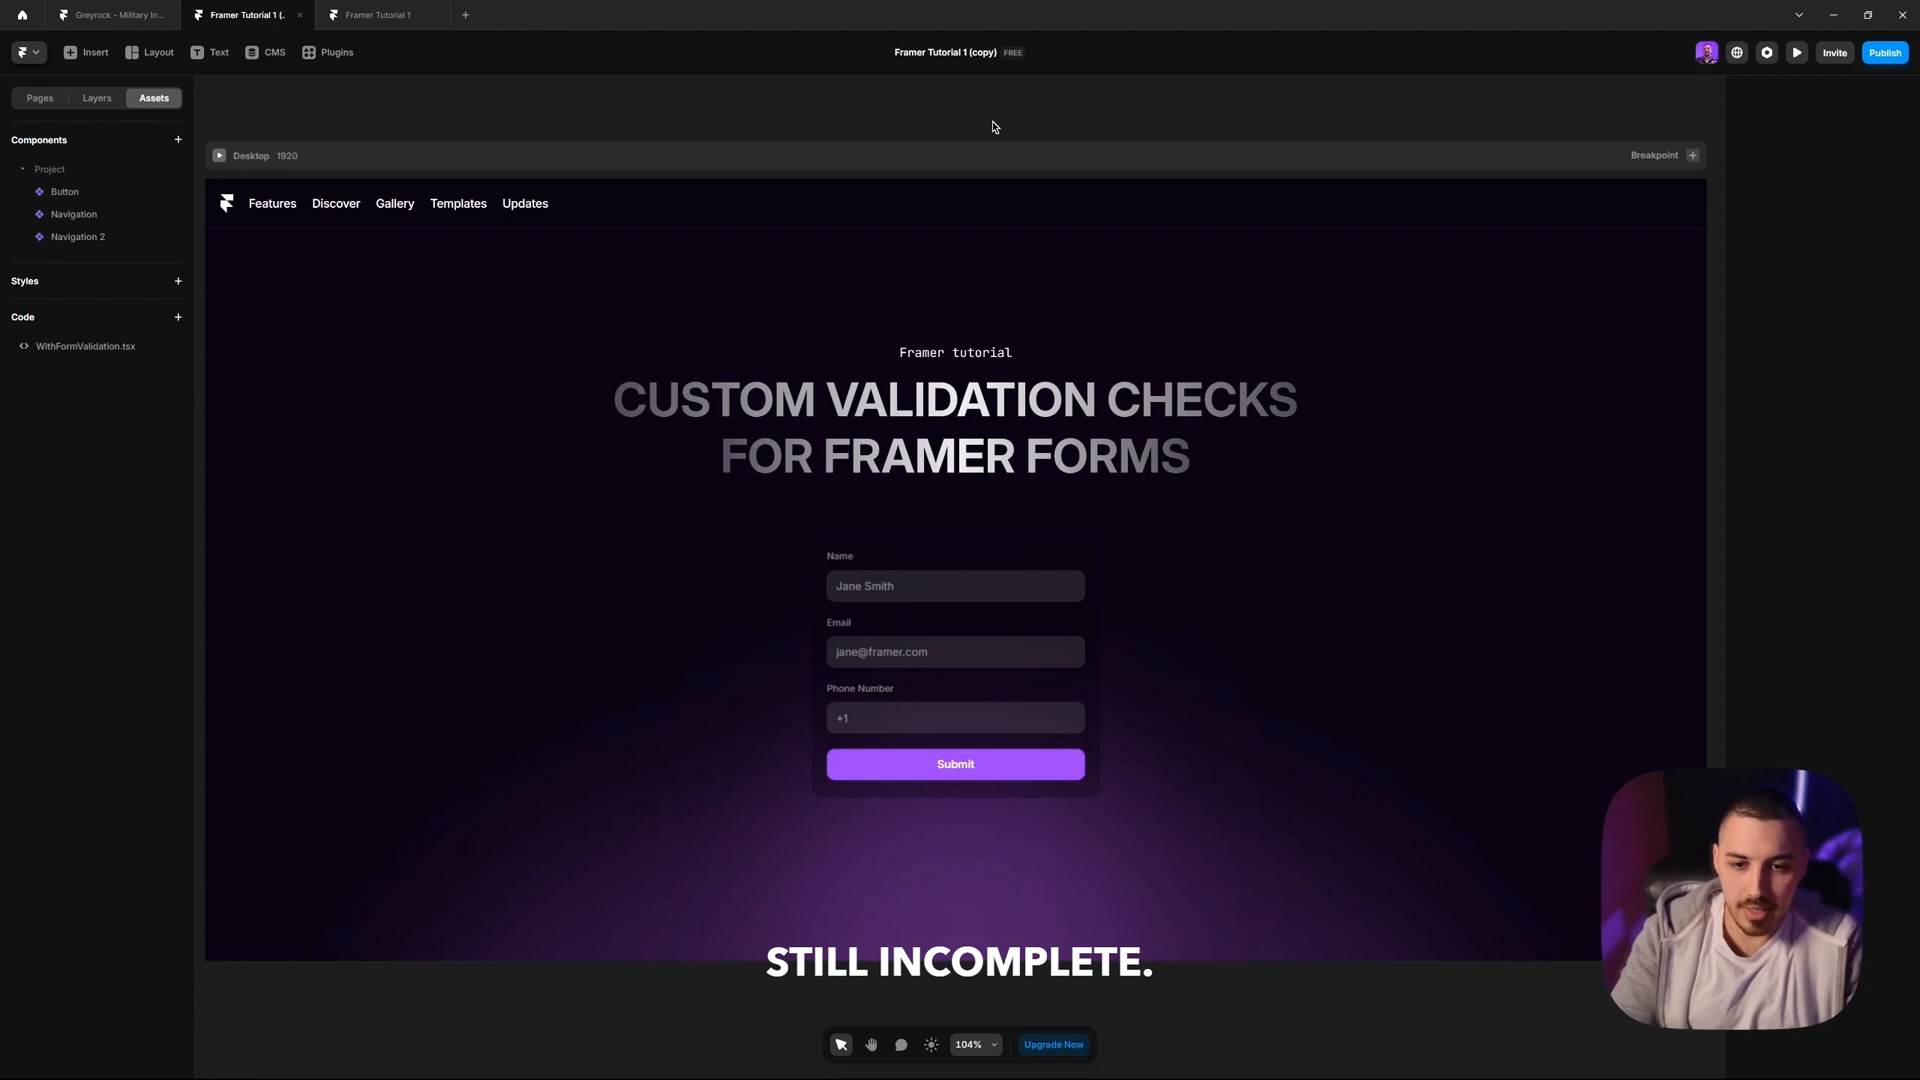 Greyrock - Military In...
Framer Tutorial 1 (.
Framer Tutorial 1
Insert
Layout
Text
CMS
Plugins
Framer Tutorial 1 (copy) FREE
Invite
Publish
Pages
Layers
Assets
Components
Project
Button
Navigation
Navigation 2
Styles
Code
WithFormValidation.tsx
Desktop 1920
Breakpoint
Features
Discover
Gallery
Templates
Updates
Framer tutorial
CUSTOM VALIDATION CHECKS
FOR FRAMER FORMS
Name
Jane Smith
Email
jane@framer.com
Phone Number
+1
Submit
STILL INCOMPLETE.
104%
Upgrade Now